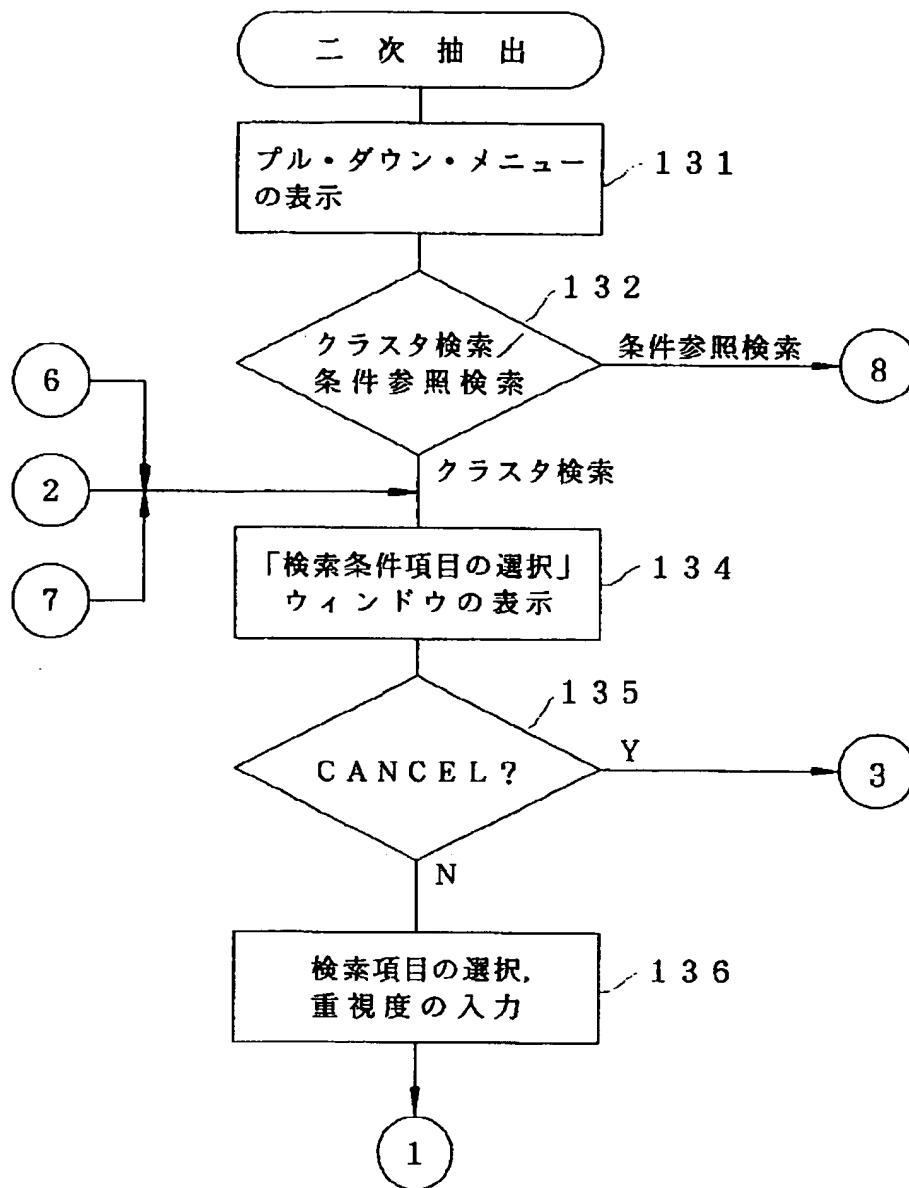 二次抽出
プル・ダウン・メニュー
の表示
131
132
クラスタ検索／
条件参照検索
条件参照検索
8
6
クラスタ検索
2
「検索条件項目の選択」
ウィンドウの表示
134
7
135
CANCEL?
Y
3
N
検索項目の選択,
重視度の入力
136
1